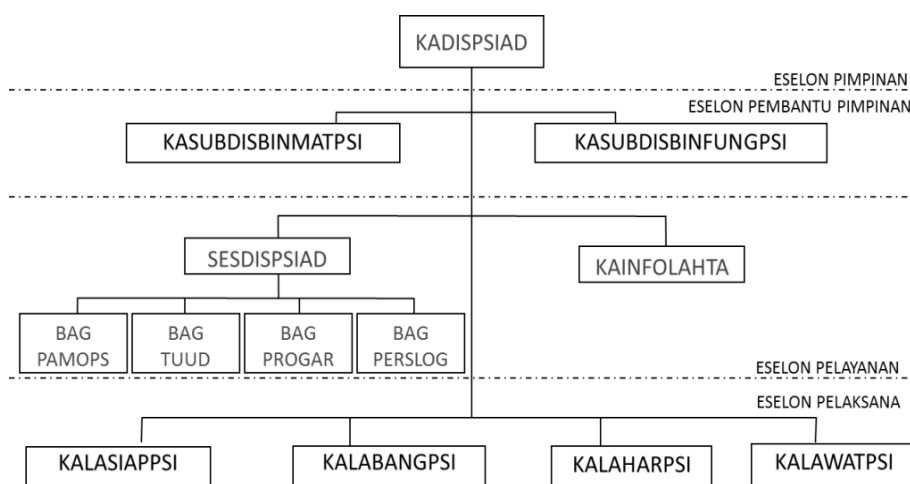 KADISPSIAD
ESELON PIMPINAN
ESELON PEMBANTU PIMPINAN
KASUBDISBINMATPSI
KASUBDISBINFUNGPSI
SESDISPSIAD
KAINFOLAHTA
BAG
PAMOPS
BAG
TUUD
BAG
PROGAR
BAG
PERSLOG
ESELON PELAYANAN
ESELON PELAKSANA
KALASIAPPSI
KALABANGPSI
KALAHARPSI
KALAWATPSI